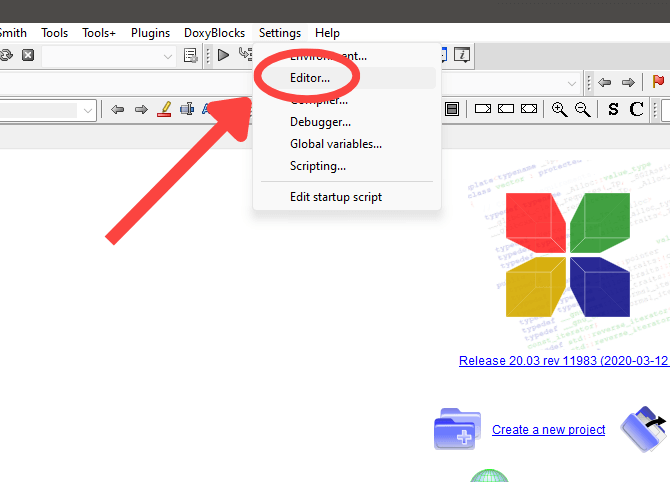 Smith Tools Tools+ Plugins DoxyBlocks Settings Help
Environment...
Editor...
Compiler...
Debugger...
Global variables...
Scripting...
Edit startup script
S C
Release 20.03 rev 11983 (2020-03-12
Create a new project